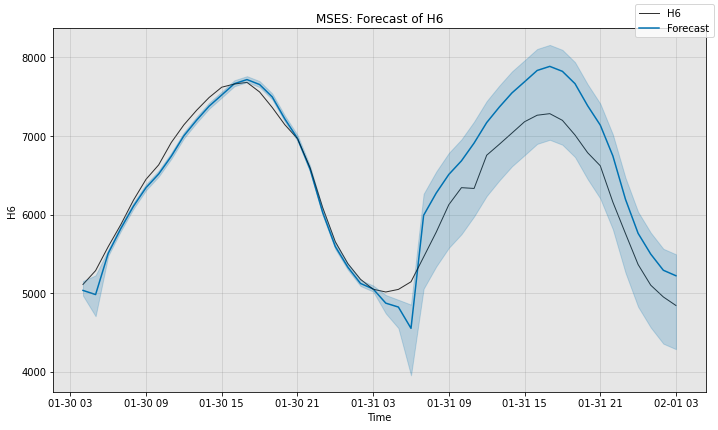 MSES: Forecast of H6
H6
Forecast
8000
7000
6000
5000
4000
H6
01-30 03 01-30 09 01-30 15 01-30 21 01-31 03 01-31 09 01-31 15 01-31 21 02-01 03
Time